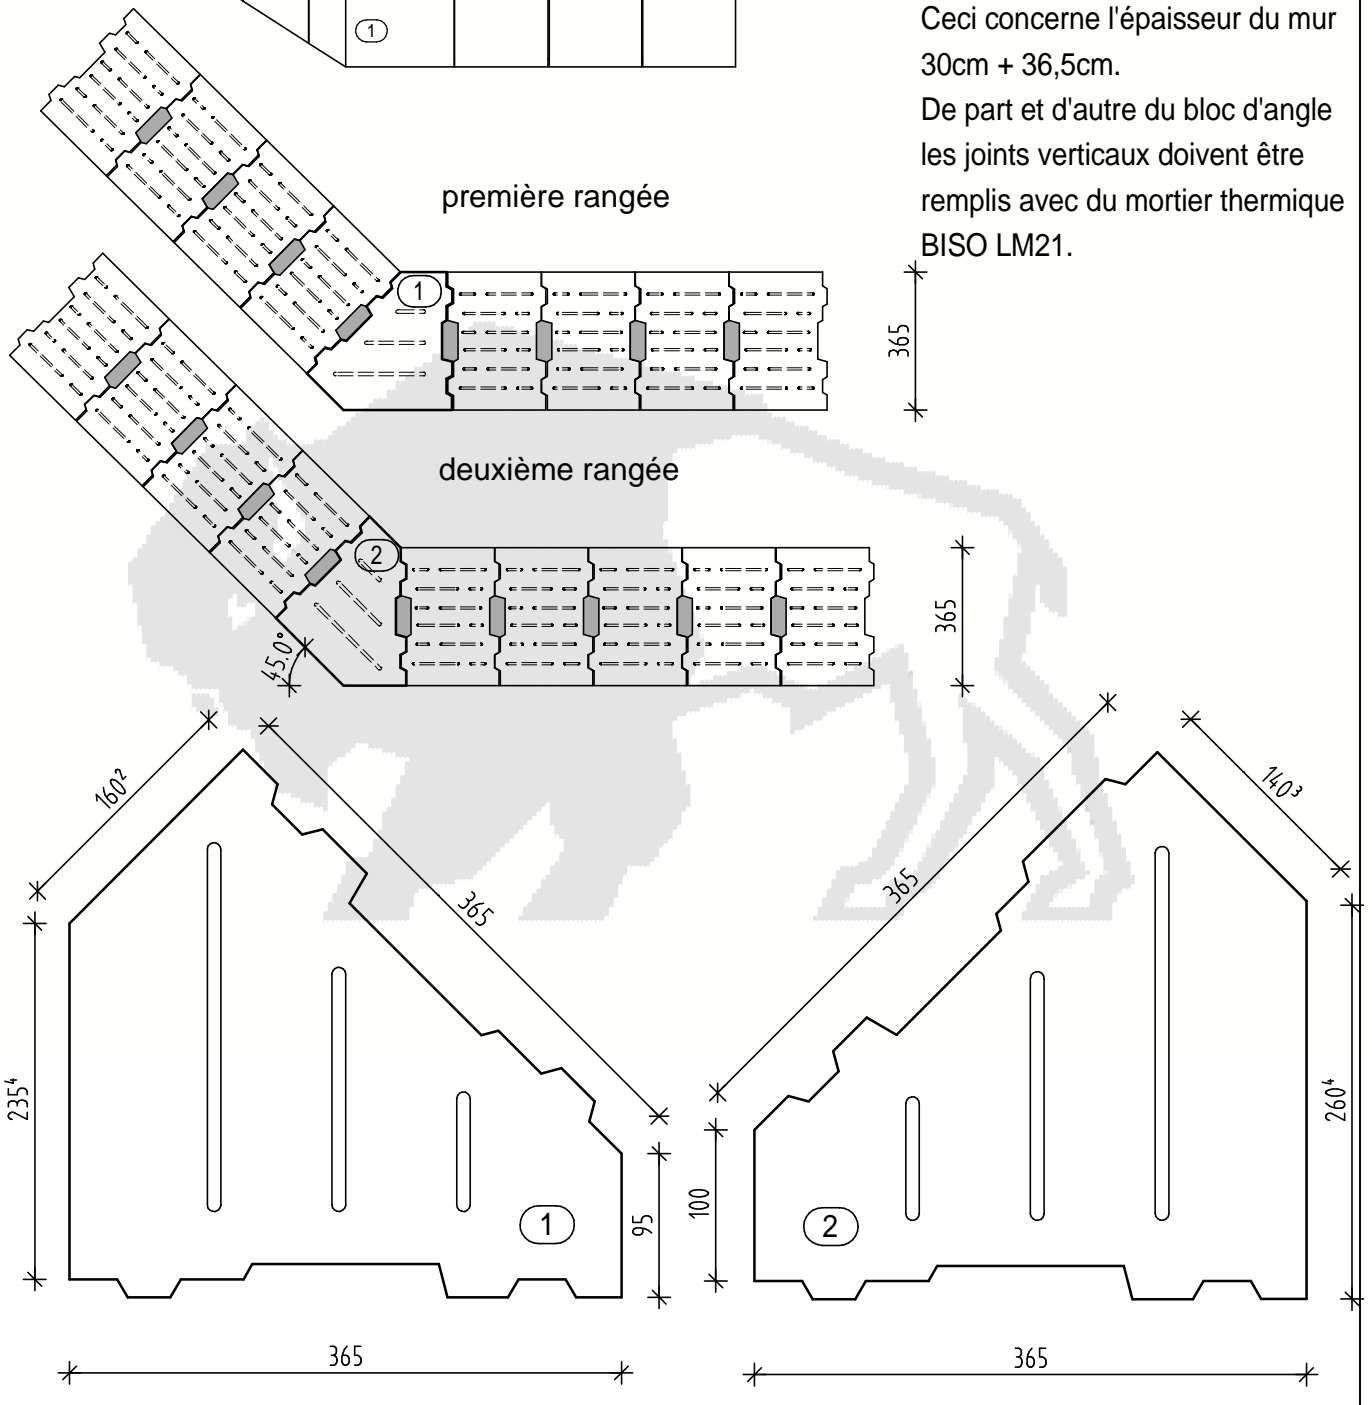 Ceci concerne l'épaisseur du mur
30cm + 36,5cm.
De part et d'autre du bloc d'angle
les joints verticaux doivent être
remplis avec du mortier thermique
BISO LM21.
1
première rangée
1
365
deuxième rangée
2
365
45.0°
160²
365
235⁴
95
1
365
365
140³
100
260⁴
2
365